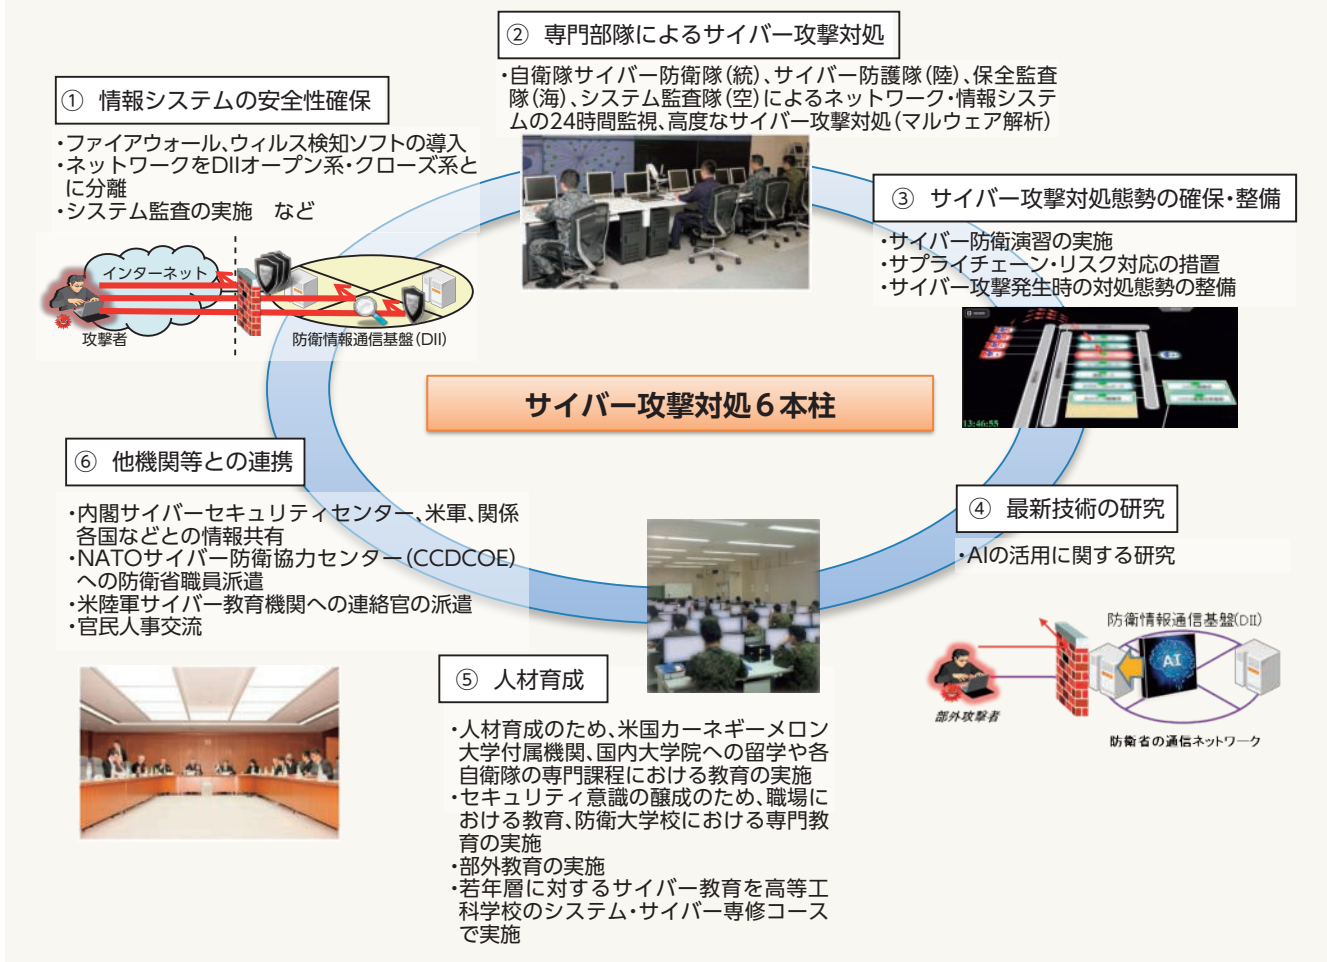 ② 専門部隊によるサイバー攻撃対処
・自衛隊サイバー防衛隊(統)、サイバー防護隊(陸)、保全監査
隊(海)、システム監査隊(空)によるネットワーク・情報システ
ムの24時間監視、高度なサイバー攻撃対処(マルウェア解析)
① 情報システムの安全性確保
・ファイアウォール、ウィルス検知ソフトの導入
・ネットワークをDIIオープン系・クローズ系と
に分離
・システム監査の実施 など
インターネット
攻撃者
防衛情報通信基盤(DII)
③ サイバー攻撃対処態勢の確保・整備
・サイバー防衛演習の実施
・サプライチェーン・リスク対応の措置
・サイバー攻撃発生時の対処態勢の整備
13:46:55
サイバー攻撃対処6本柱
④ 最新技術の研究
・AIの活用に関する研究
防衛情報通信基盤(DII)
AI
部外攻撃者
防衛省の通信ネットワーク
⑤ 人材育成
・人材育成のため、米国カーネギーメロン
大学付属機関、国内大学院への留学や各
自衛隊の専門課程における教育の実施
・セキュリティ意識の醸成のため、職場に
おける教育、防衛大学校における専門教
育の実施
・部外教育の実施
・若年層に対するサイバー教育を高等工
科学校のシステム・サイバー専修コース
で実施
⑥ 他機関等との連携
・内閣サイバーセキュリティセンター、米軍、関係
各国などとの情報共有
・NATOサイバー防衛協力センター(CCDCOE)
への防衛省職員派遣
・米陸軍サイバー教育機関への連絡官の派遣
・官民人事交流